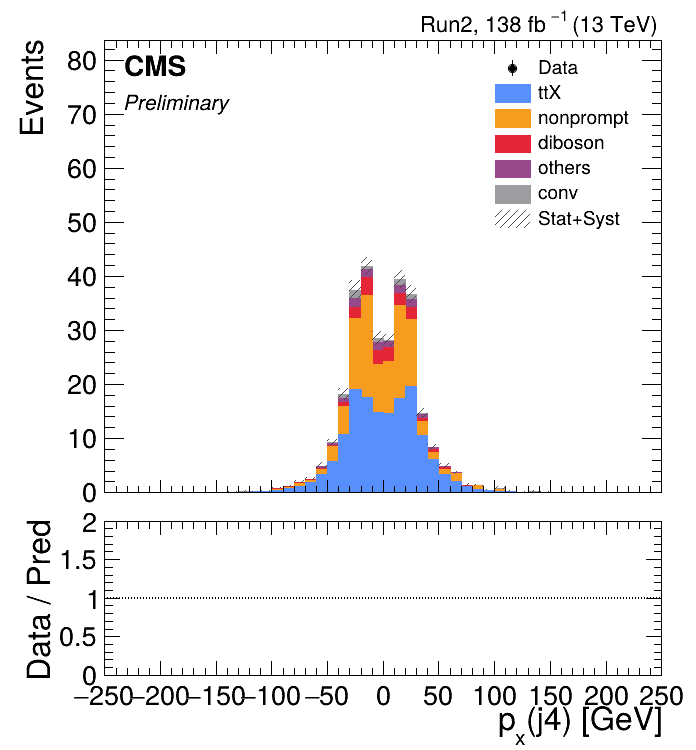 Run2, 138 fb⁻¹ (13 TeV)
CMS
Preliminary
Data
ttX
nonprompt
diboson
others
conv
Stat+Syst
Events
80
70
60
50
40
30
20
10
0
Data / Pred
2
1.5
1
0.5
0
−250 −200 −150 −100 −50 0 50 100 150 200 250
pₓ(j4) [GeV]